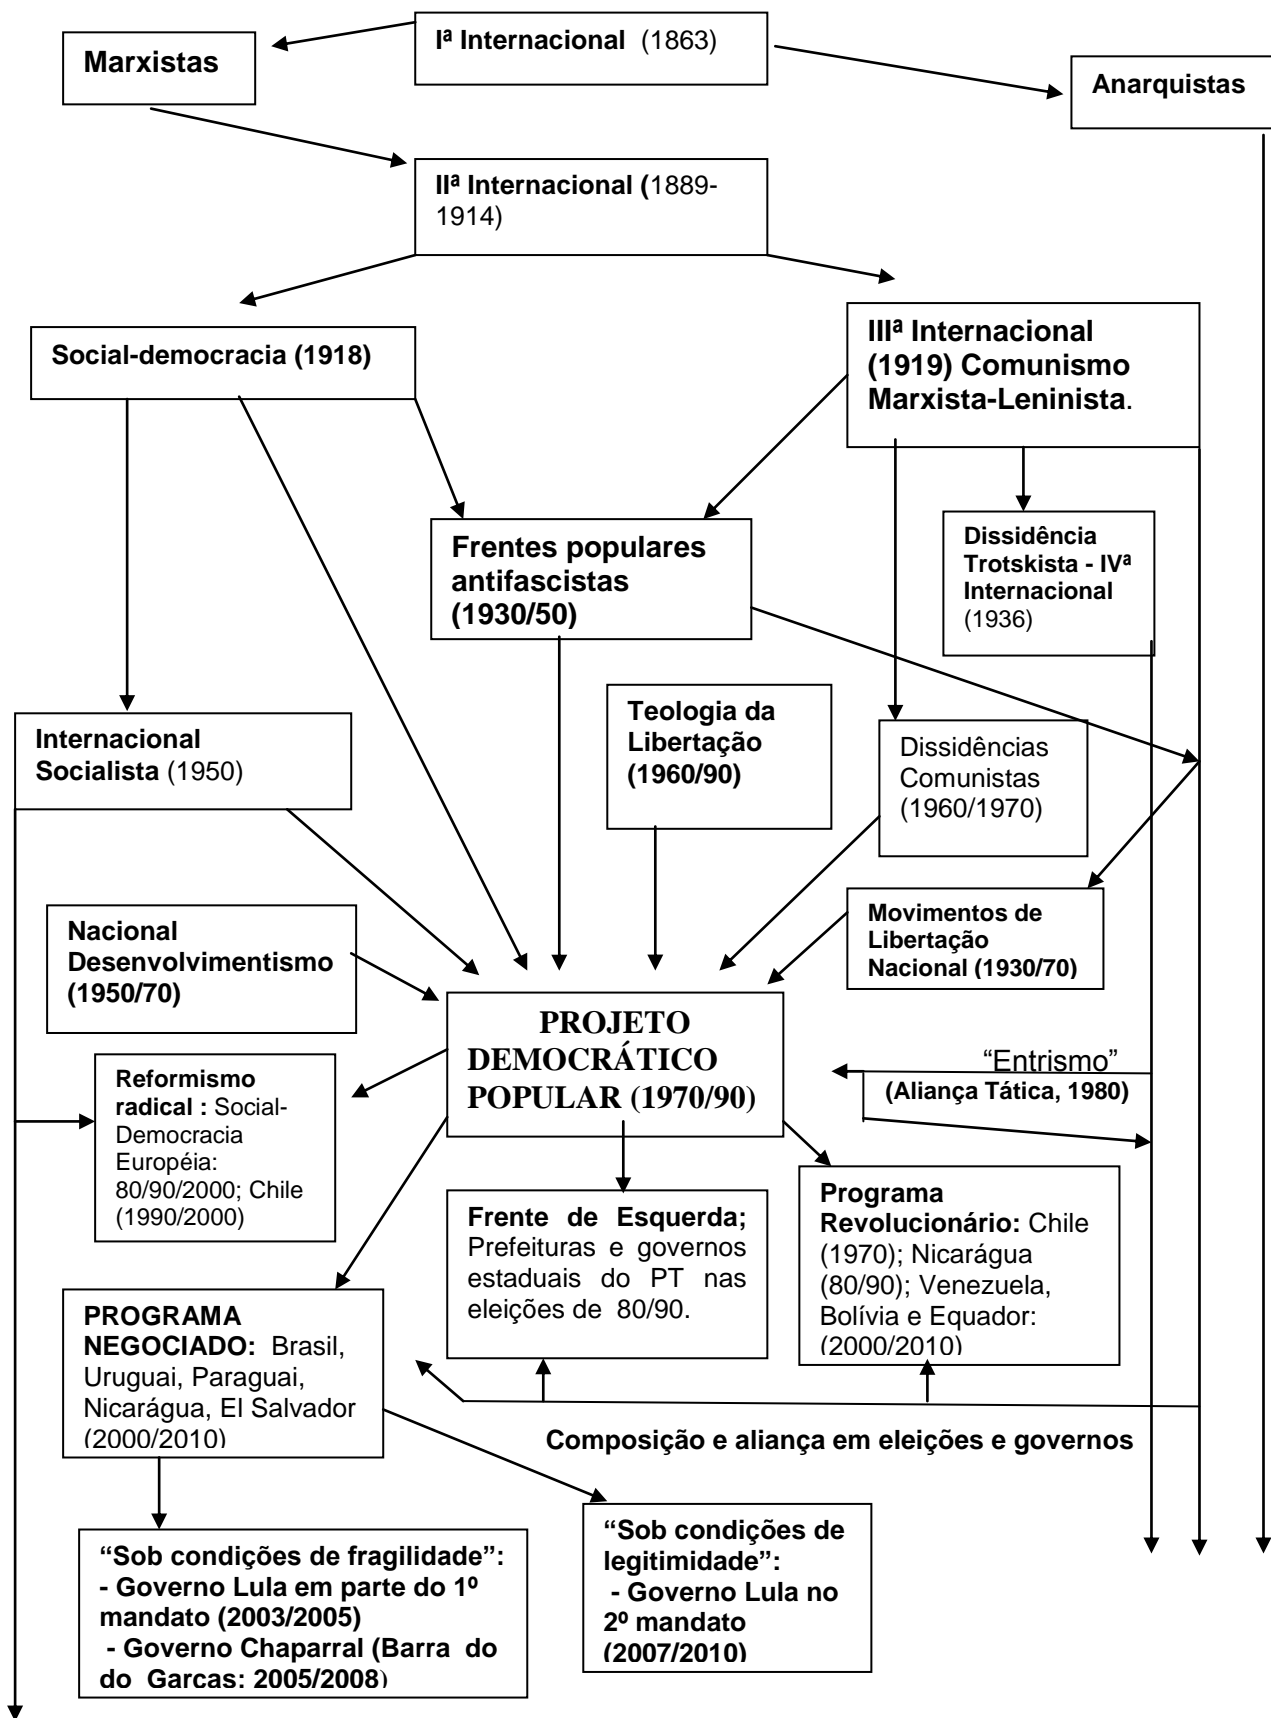 Iª Internacional (1863)
Marxistas
Anarquistas
IIª Internacional (1889-
1914)
Social-democracia (1918)
IIIª Internacional
(1919) Comunismo
Marxista-Leninista.
Frentes populares
antifascistas
(1930/50)
Dissidência
Trotskista - IVª
Internacional
(1936)
Teologia da
Libertação
(1960/90)
Internacional
Socialista (1950)
Dissidências
Comunistas
(1960/1970)
Nacional
Desenvolvimentismo
(1950/70)
Movimentos de
Libertação
Nacional (1930/70)
PROJETO
DEMOCRÁTICO
POPULAR (1970/90)
“Entrismo”
(Aliança Tática, 1980)
Reformismo
radical : Social-
Democracia
Européia:
80/90/2000; Chile
(1990/2000)
Frente de Esquerda;
Prefeituras e governos
estaduais do PT nas
eleições de 80/90.
Programa
Revolucionário: Chile
(1970); Nicarágua
(80/90); Venezuela,
Bolívia e Equador:
(2000/2010)
PROGRAMA
NEGOCIADO: Brasil,
Uruguai, Paraguai,
Nicarágua, El Salvador
(2000/2010)
Composição e aliança em eleições e governos
“Sob condições de fragilidade”:
- Governo Lula em parte do 1º
mandato (2003/2005)
- Governo Chaparral (Barra do
do Garcas: 2005/2008)
“Sob condições de
legitimidade”:
- Governo Lula no
2º mandato
(2007/2010)